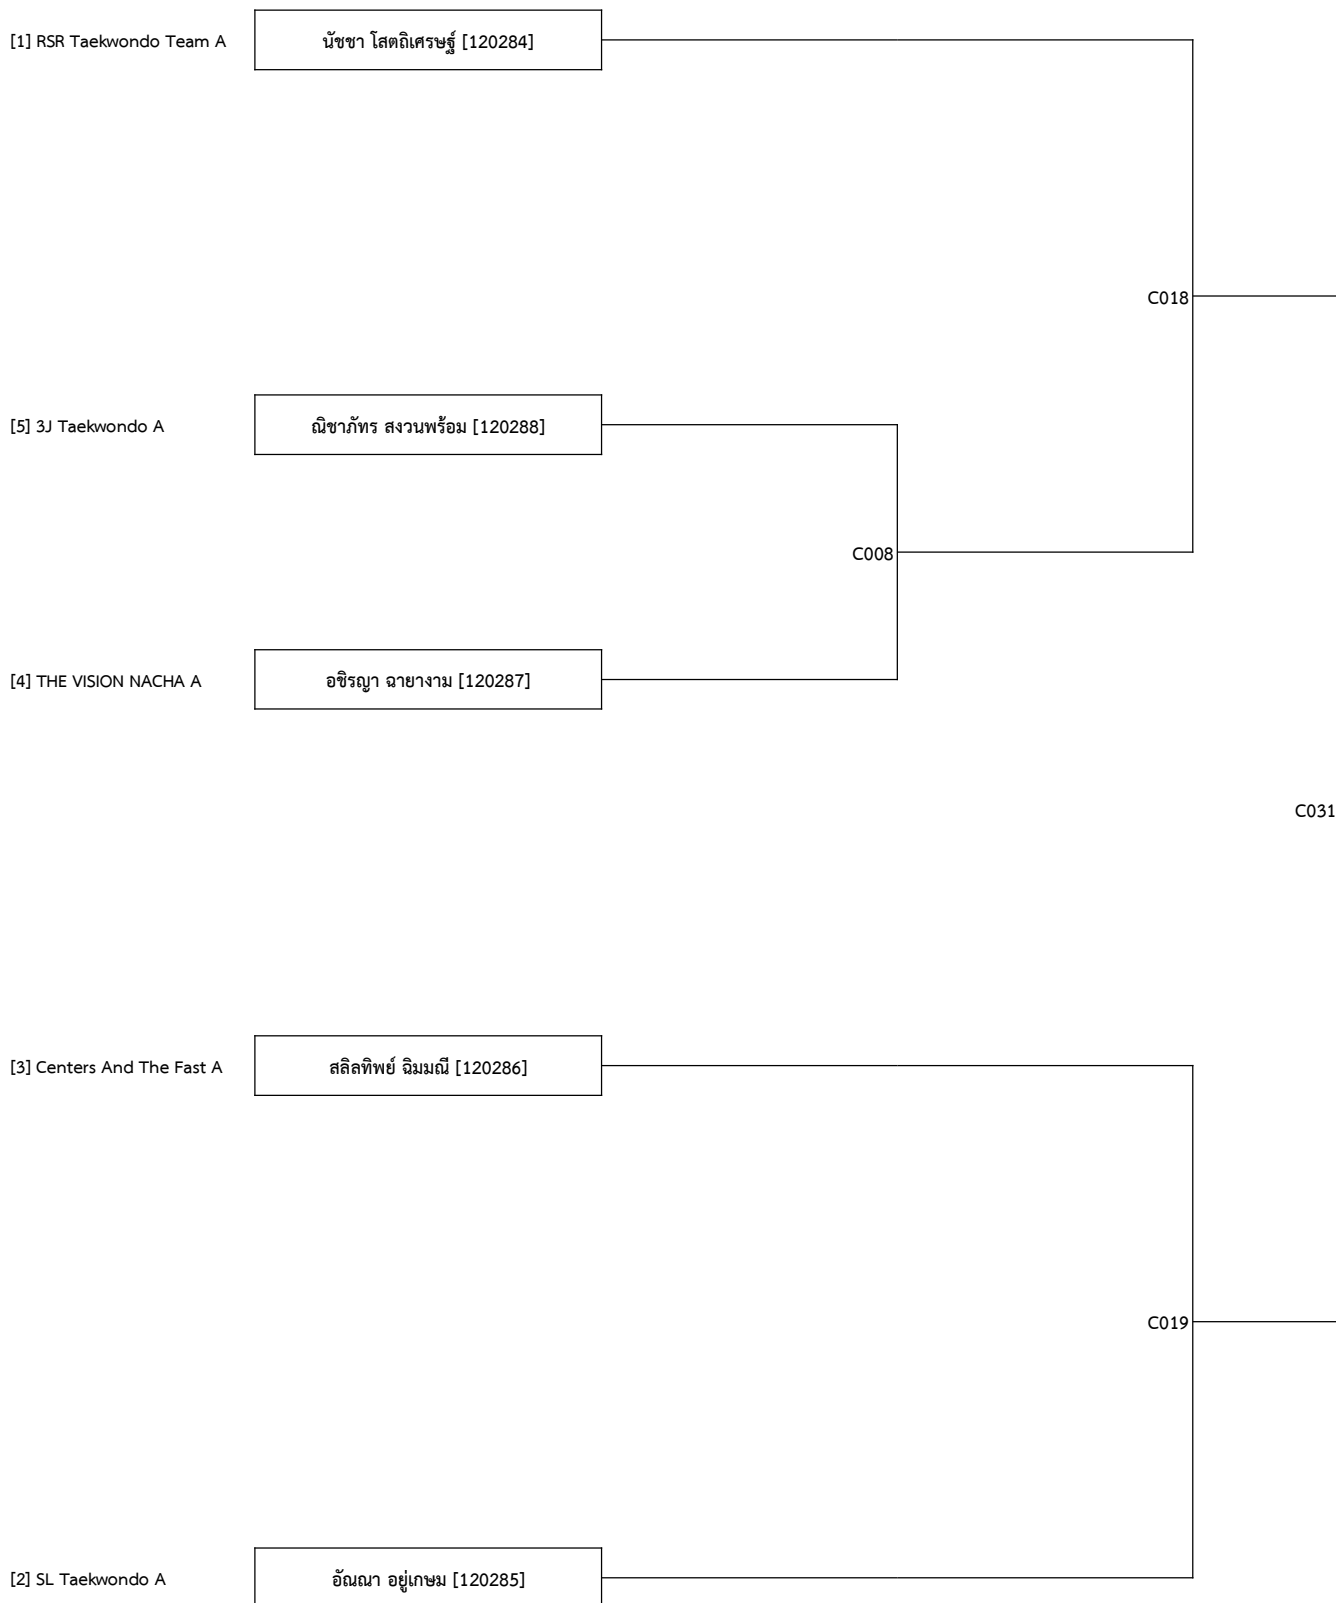 [1] RSR Taekwondo Team A นัชชา โสตถิเศรษฐ์ [120284]
C018
[5] 3J Taekwondo A ณิชาภัทร สงวนพร้อม [120288]
C008
[4] THE VISION NACHA A อชิรญา ฉายางาม [120287]
C031
[3] Centers And The Fast A สลิลทิพย์ ฉิมมณี [120286]
C019
[2] SL Taekwondo A อัณณา อยู่เกษม [120285]